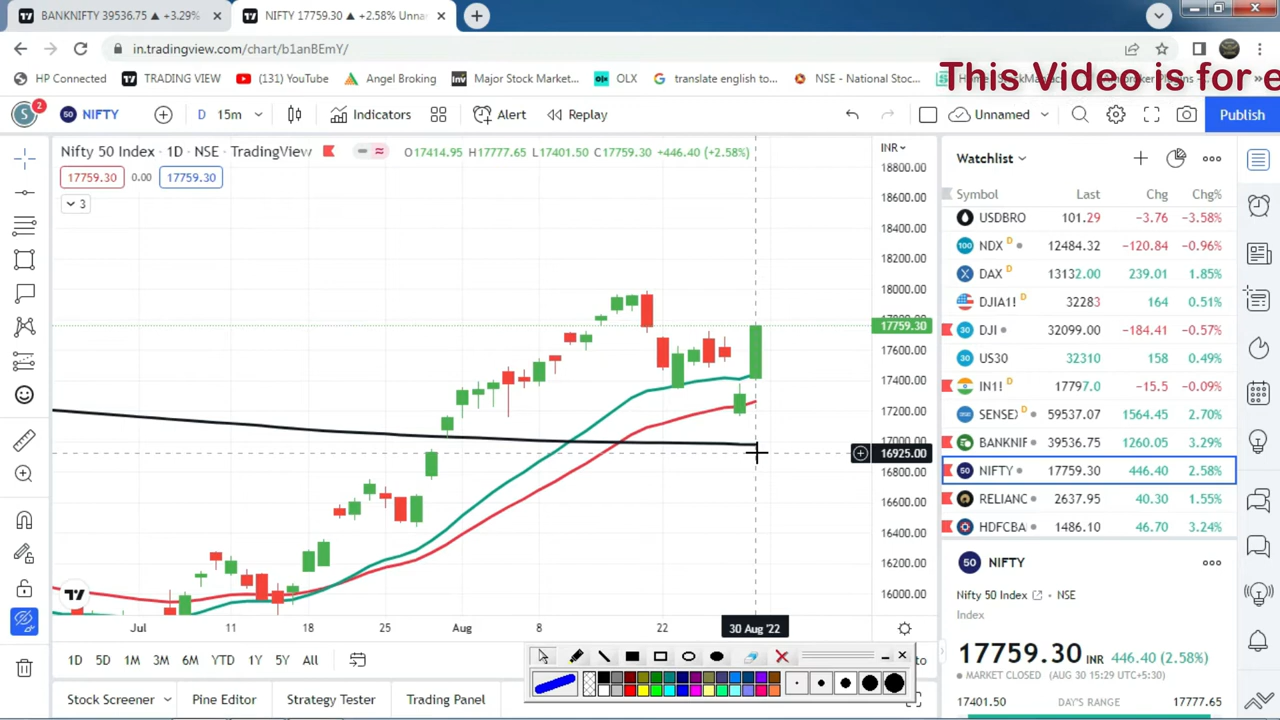 BANKNIFTY 39536.75 ▲ +3.29%
NIFTY 17759.30 ▲ +2.58% Unna
in.tradingview.com/chart/b1anBEmY/
HP Connected
TRADING VIEW
(131) YouTube
Angel Broking
Major Stock Market...
OLX
translate english to...
NSE - National Stoc...
This Video is for e
S
2
NIFTY
D 15m
Indicators
Alert
Replay
Unnamed
Publish
Nifty 50 Index · 1D · NSE · TradingView
O17414.95 H17777.65 L17401.50 C17759.30 +446.40 (+2.58%)
17759.30 0.00 17759.30
3
INR
18800.00
18600.00
18400.00
18200.00
18000.00
17759.30
17600.00
17400.00
17200.00
16925.00
16800.00
16600.00
16400.00
16200.00
16000.00
Jul 11 18 25 Aug 8 22 30 Aug '22
1D 5D 1M 3M 6M YTD 1Y 5Y All
Stock Screener
Pine Editor
Strategy Tester
Trading Panel
Watchlist
Symbol Last Chg Chg%
USDBRO 101.29 −3.76 −3.58%
NDX D 12484.32 −120.84 −0.96%
DAX D 13132.00 239.01 1.85%
DJIA1! D 32283 164 0.51%
DJI 32099.00 −184.41 −0.57%
US30 32310 158 0.49%
IN1! D 17797.0 −15.5 −0.09%
SENSEX D 59537.07 1564.45 2.70%
BANKNIF 39536.75 1260.05 3.29%
NIFTY 17759.30 446.40 2.58%
RELIANC 2637.95 40.30 1.55%
HDFCBA 1486.10 46.70 3.24%
50 NIFTY
Nifty 50 Index · NSE
Index
17759.30 INR 446.40 (2.58%)
MARKET CLOSED (AUG 30 15:29 UTC+5:30)
17401.50 DAY'S RANGE 17777.65